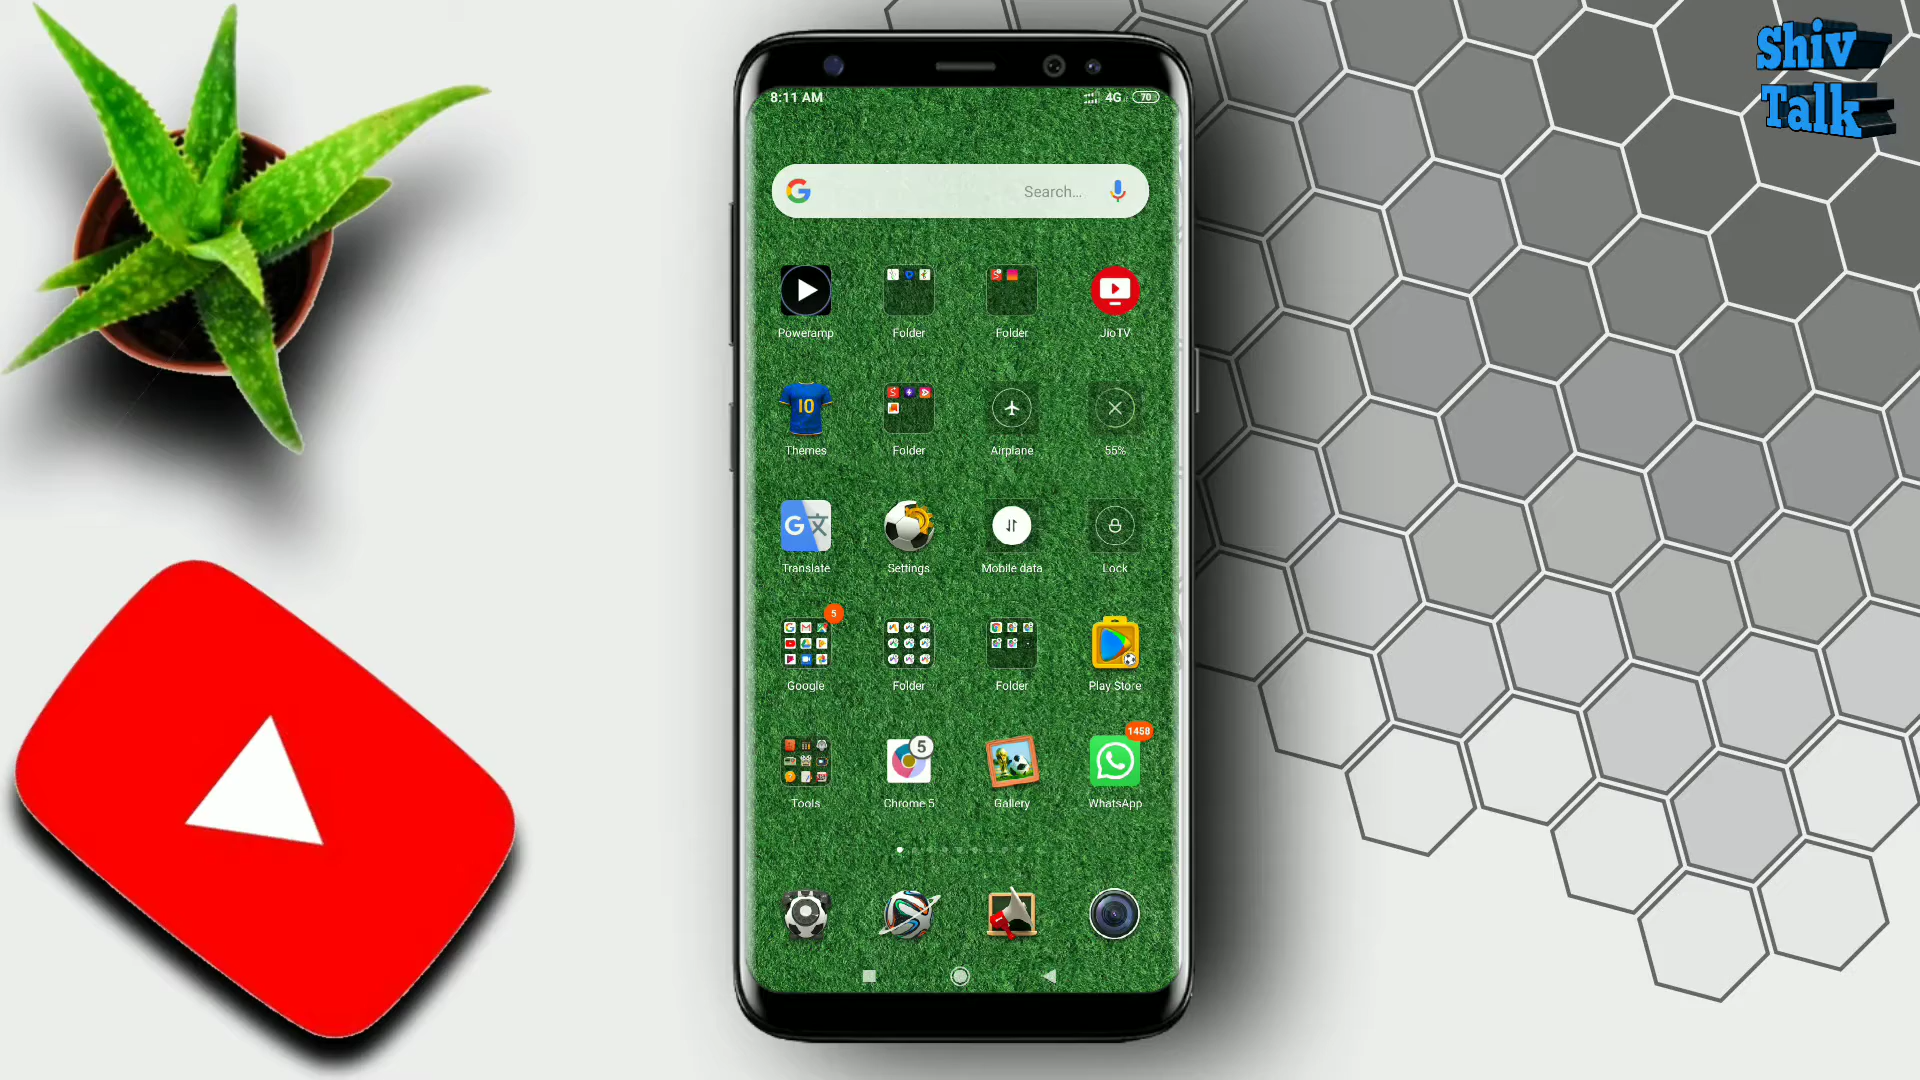 Shiv
Talk
8:11 AM 4G 70
Search...
Poweramp Folder Folder JioTV
10
Themes Folder Airplane 55%
Translate Settings Mobile data Lock
5
Google Folder Folder Play Store
5 1458
Tools Chrome 5 Gallery WhatsApp